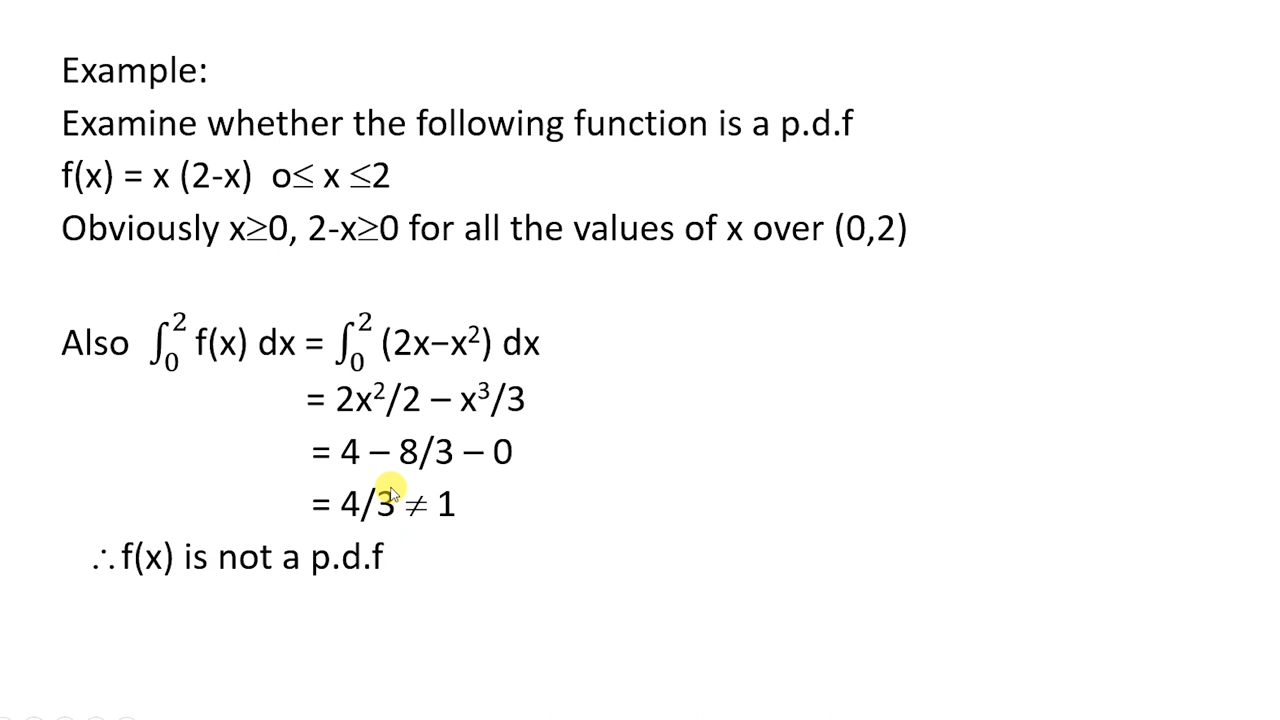 Example:
Examine whether the following function is a p.d.f
f(x) = x (2-x)  o≤ x ≤2
Obviously x≥0, 2-x≥0 for all the values of x over (0,2)
Also ∫₀² f(x) dx = ∫₀² (2x−x²) dx
= 2x²/2 – x³/3
= 4 – 8/3 – 0
= 4/3 ≠ 1
∴f(x) is not a p.d.f